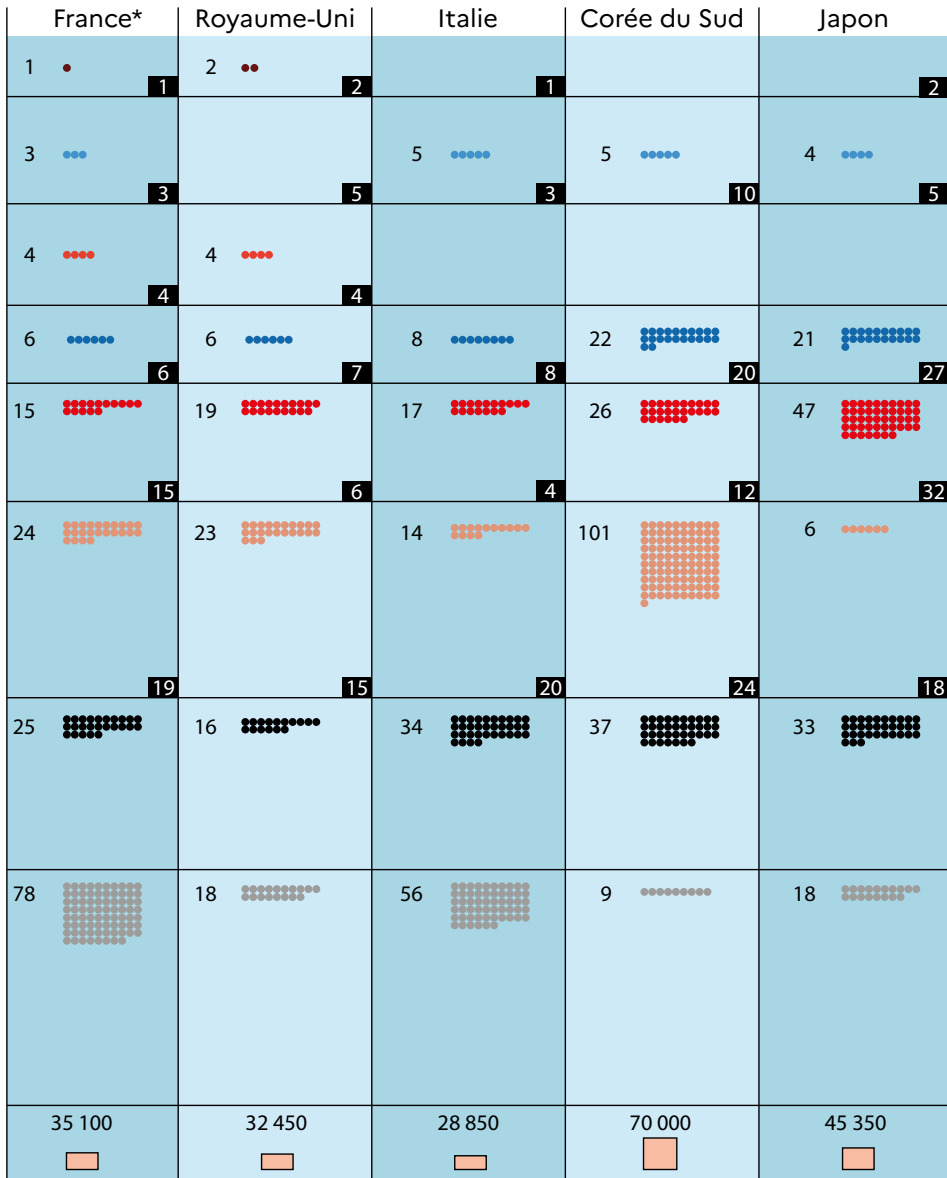 France* Royaume-Uni Italie Corée du Sud Japon
1 2
1 2 1 2
3 5 5 4
3 5 3 10 5
4 4
4 4
6 6 8 22 21
6 7 8 20 27
15 19 17 26 47
15 6 4 12 32
24 23 14 101 6
19 15 20 24 18
25 16 34 37 33
78 18 56 9 18
35 100 32 450 28 850 70 000 45 350